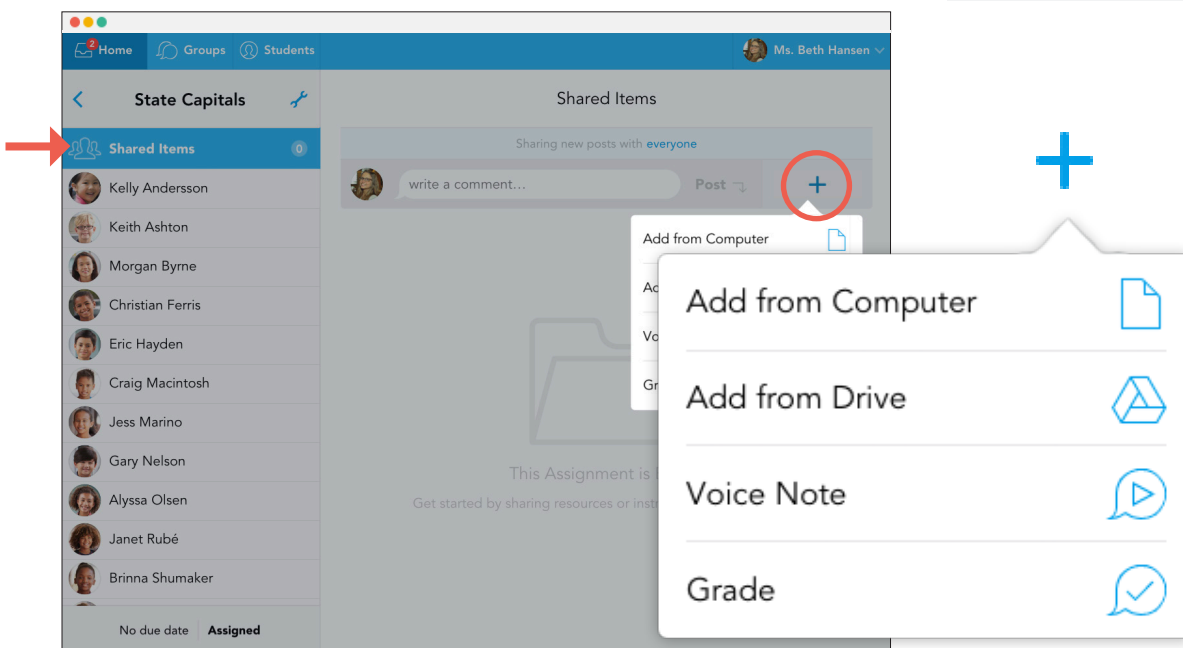 2
Home Groups Students
Ms. Beth Hansen
State Capitals
Shared Items 0
Kelly Andersson
Keith Ashton
Morgan Byrne
Christian Ferris
Eric Hayden
Craig Macintosh
Jess Marino
Gary Nelson
Alyssa Olsen
Janet Rubé
Brinna Shumaker
No due date Assigned
Shared Items
Sharing new posts with everyone
write a comment... Post
Add from Computer
This Assignment is
Get started by sharing resources or
Add from Computer
Add from Drive
Voice Note
Grade